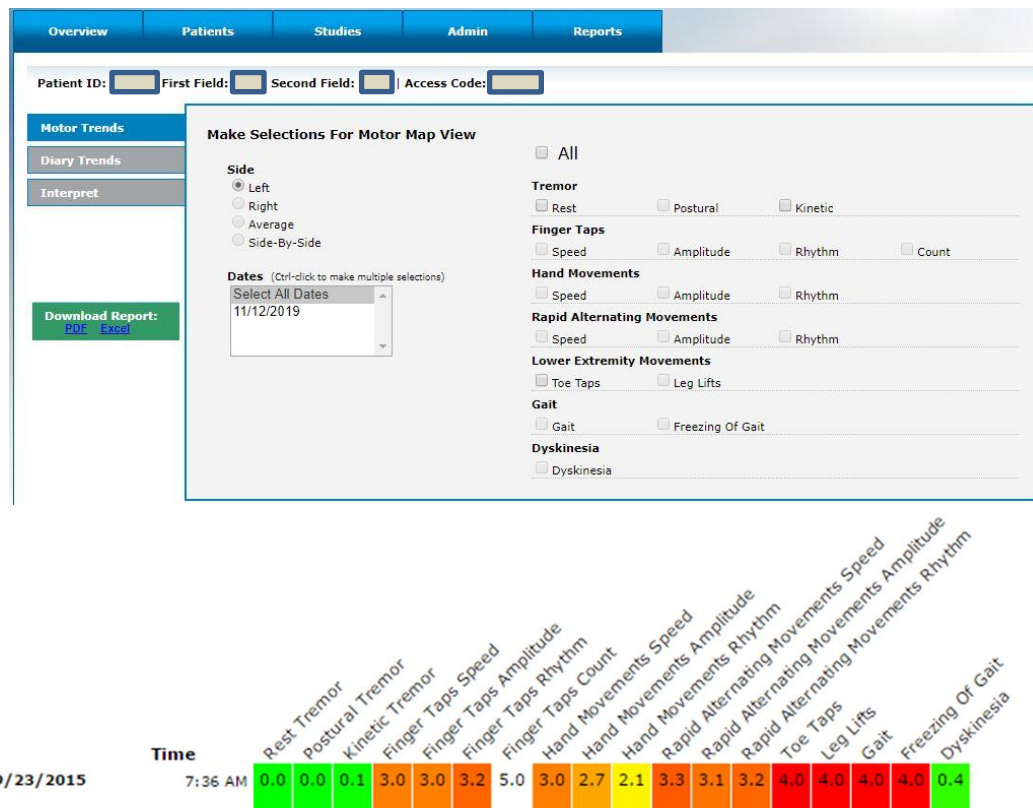 Overview Patients Studies Admin Reports
Patient ID: First Field: Second Field: | Access Code:
Motor Trends
Diary Trends
Interpret
Download Report:
PDF Excel
Make Selections For Motor Map View
Side
Left
Right
Average
Side-By-Side
Dates (Ctrl-click to make multiple selections)
Select All Dates
11/12/2019
All
Tremor
Rest Postural Kinetic
Finger Taps
Speed Amplitude Rhythm Count
Hand Movements
Speed Amplitude Rhythm
Rapid Alternating Movements
Speed Amplitude Rhythm
Lower Extremity Movements
Toe Taps Leg Lifts
Gait
Gait Freezing Of Gait
Dyskinesia
Dyskinesia
Time
Rest Tremor
Postural Tremor
Kinetic Tremor
Finger Taps Speed
Finger Taps Amplitude
Finger Taps Rhythm
Finger Taps Count
Hand Movements Speed
Hand Movements Amplitude
Hand Movements Rhythm
Rapid Alternating Movements Speed
Rapid Alternating Movements Amplitude
Rapid Alternating Movements Rhythm
Toe Taps
Leg Lifts
Gait
Freezing Of Gait
Dyskinesia
/23/2015 7:36 AM 0.0 0.0 0.1 3.0 3.0 3.2 5.0 3.0 2.7 2.1 3.3 3.1 3.2 4.0 4.0 4.0 4.0 0.4